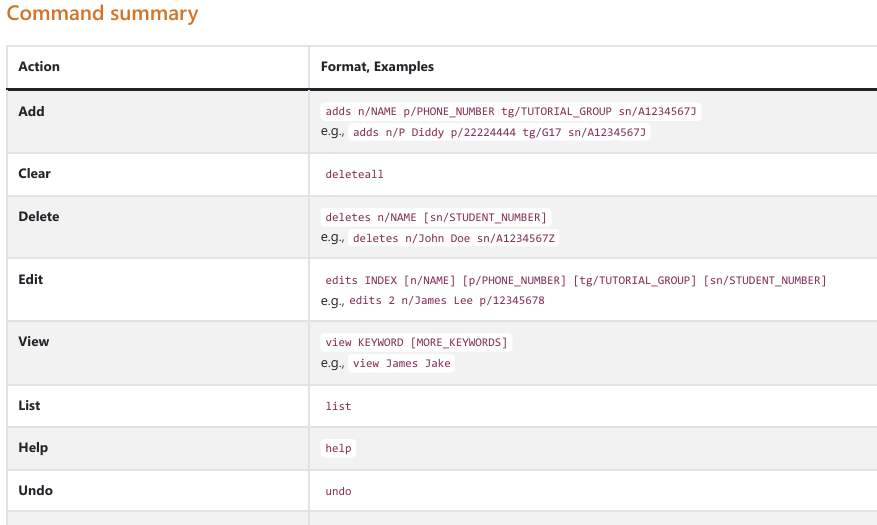 Command summary
Action Format, Examples
Add adds n/NAME p/PHONE_NUMBER tg/TUTORIAL_GROUP sn/A1234567J
e.g., adds n/P Diddy p/22224444 tg/G17 sn/A1234567J
Clear deleteall
Delete deletes n/NAME [sn/STUDENT_NUMBER]
e.g., deletes n/John Doe sn/A1234567Z
Edit edits INDEX [n/NAME] [p/PHONE_NUMBER] [tg/TUTORIAL_GROUP] [sn/STUDENT_NUMBER]
e.g., edits 2 n/James Lee p/12345678
View view KEYWORD [MORE_KEYWORDS]
e.g., view James Jake
List list
Help help
Undo undo